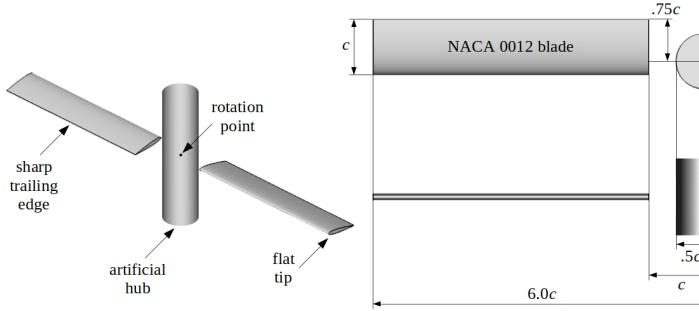 .75c
c
NACA 0012 blade
rotation
point
sharp
trailing
edge
artificial
hub
flat
tip
.5c
c
6.0c